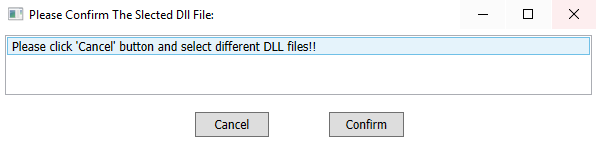 Please Confirm The Slected Dll File:
Please click 'Cancel' button and select different DLL files!!
Cancel Confirm